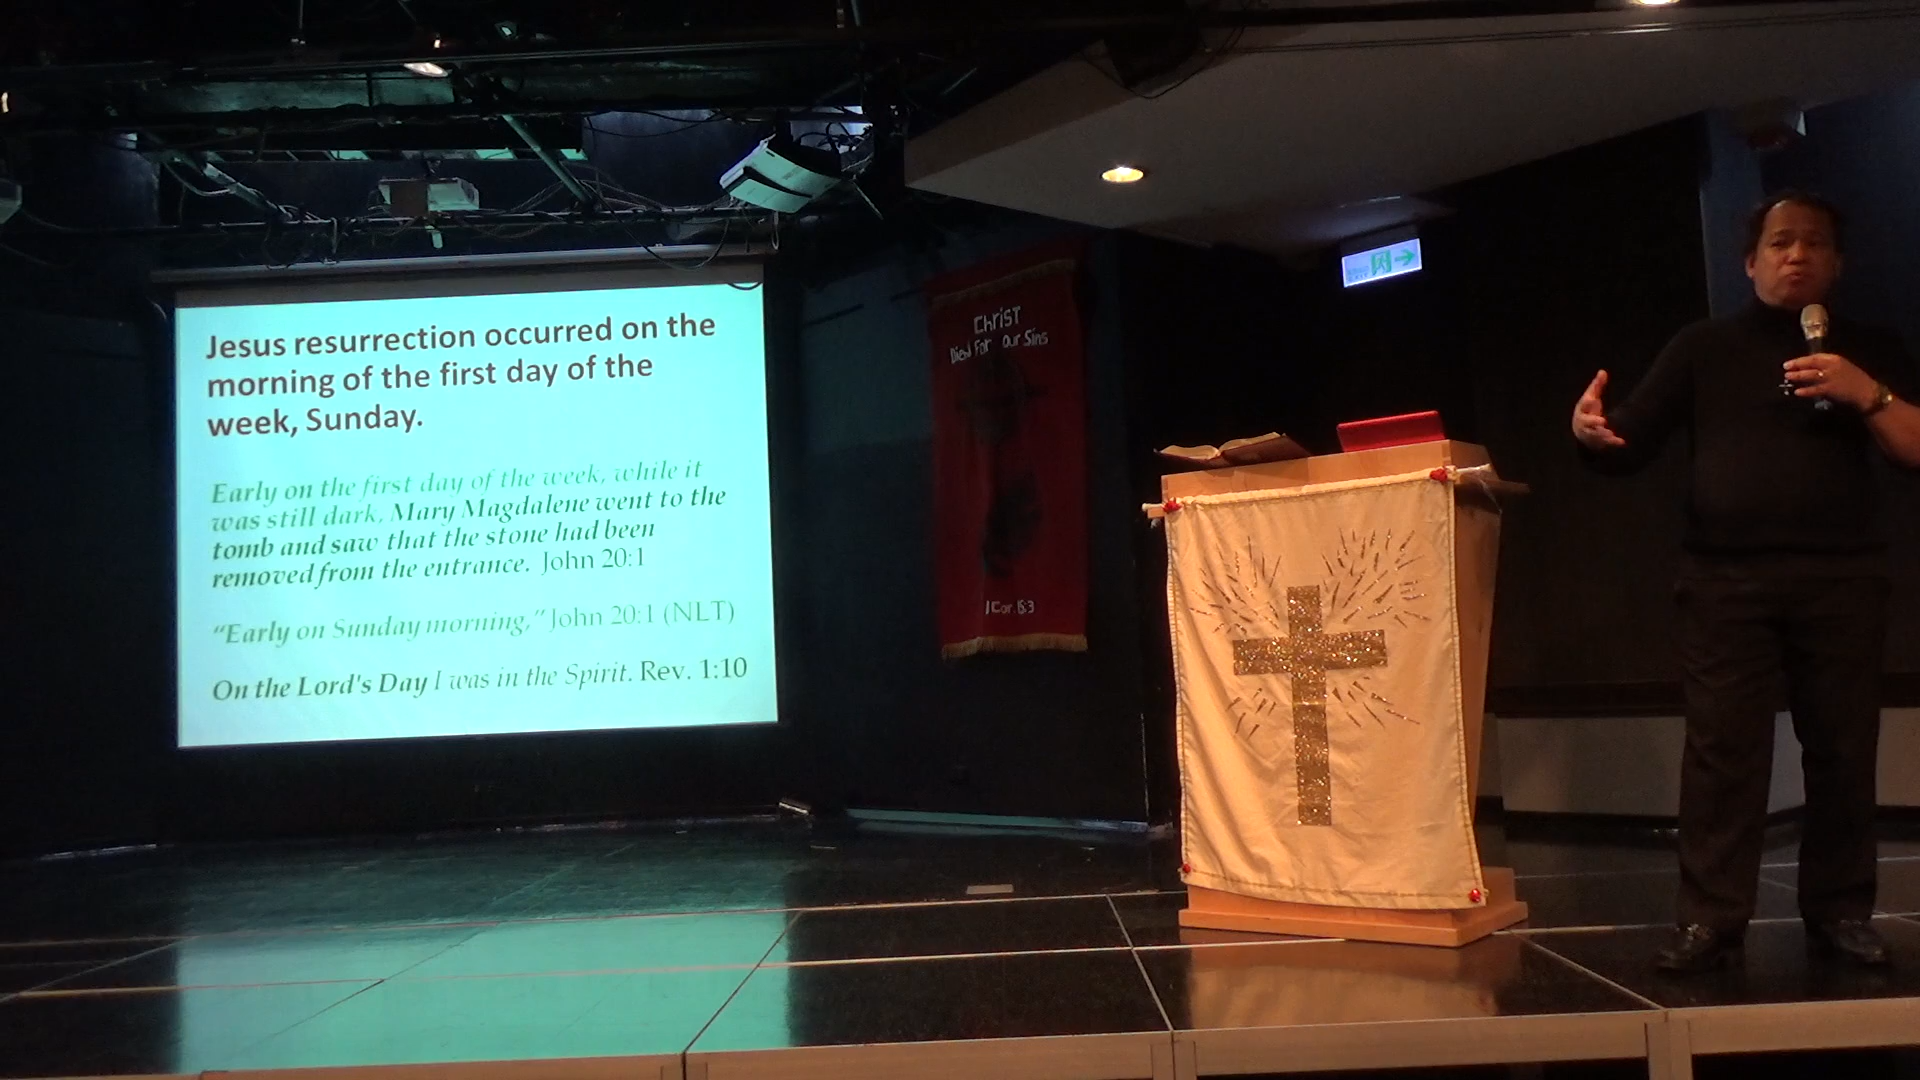 Jesus resurrection occurred on the
morning of the first day of the
week, Sunday.
Early on the first day of the week, while it
was still dark, Mary Magdalene went to the
tomb and saw that the stone had been
removed from the entrance. John 20:1
“Early on Sunday morning,” John 20:1 (NLT)
On the Lord's Day I was in the Spirit. Rev. 1:10
Christ
Died For Our Sins
1 Cor. 15:3